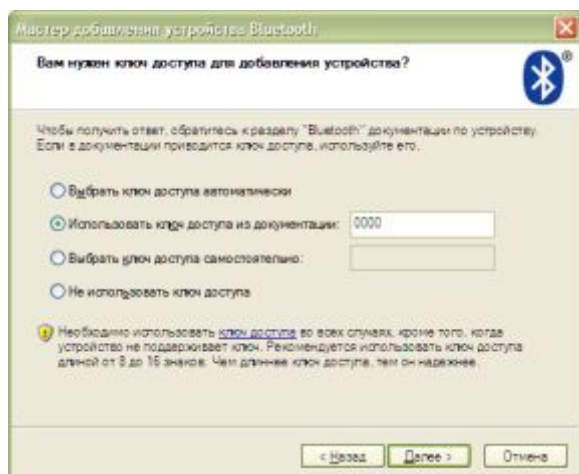 Мастер добавления устройства Bluetooth
Вам нужен ключ доступа для добавления устройства?
®
Чтобы получить ответ, обратитесь к разделу "Bluetooth" документации по устройству.
Если в документации приводится ключ доступа, используйте его.
Выбрать ключ доступа автоматически
Использовать ключ доступа из документации: 0000
Выбрать ключ доступа самостоятельно:
Не использовать ключ доступа
Необходимо использовать ключ доступа во всех случаях, кроме того, когда
устройство не поддерживает ключ. Рекомендуется использовать ключ доступа
длиной от 8 до 16 знаков. Чем длиннее ключ доступа, тем он надежнее.
< Назад Далее > Отмена